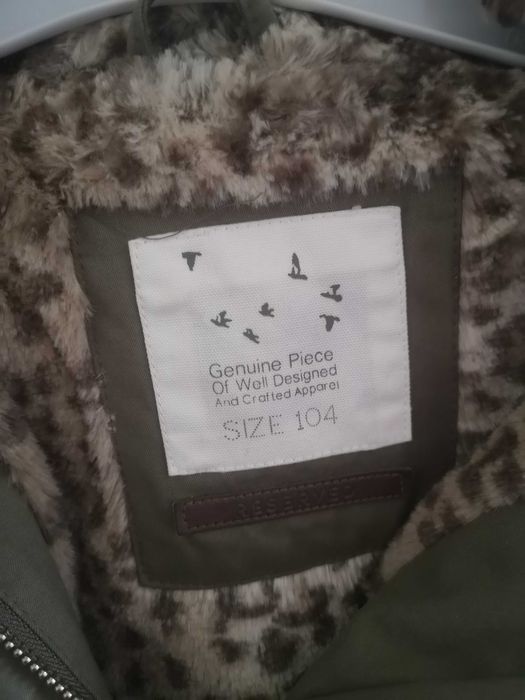 Genuine Piece
Of Well Designed
And Crafted Apparel
SIZE 104
RESERVED